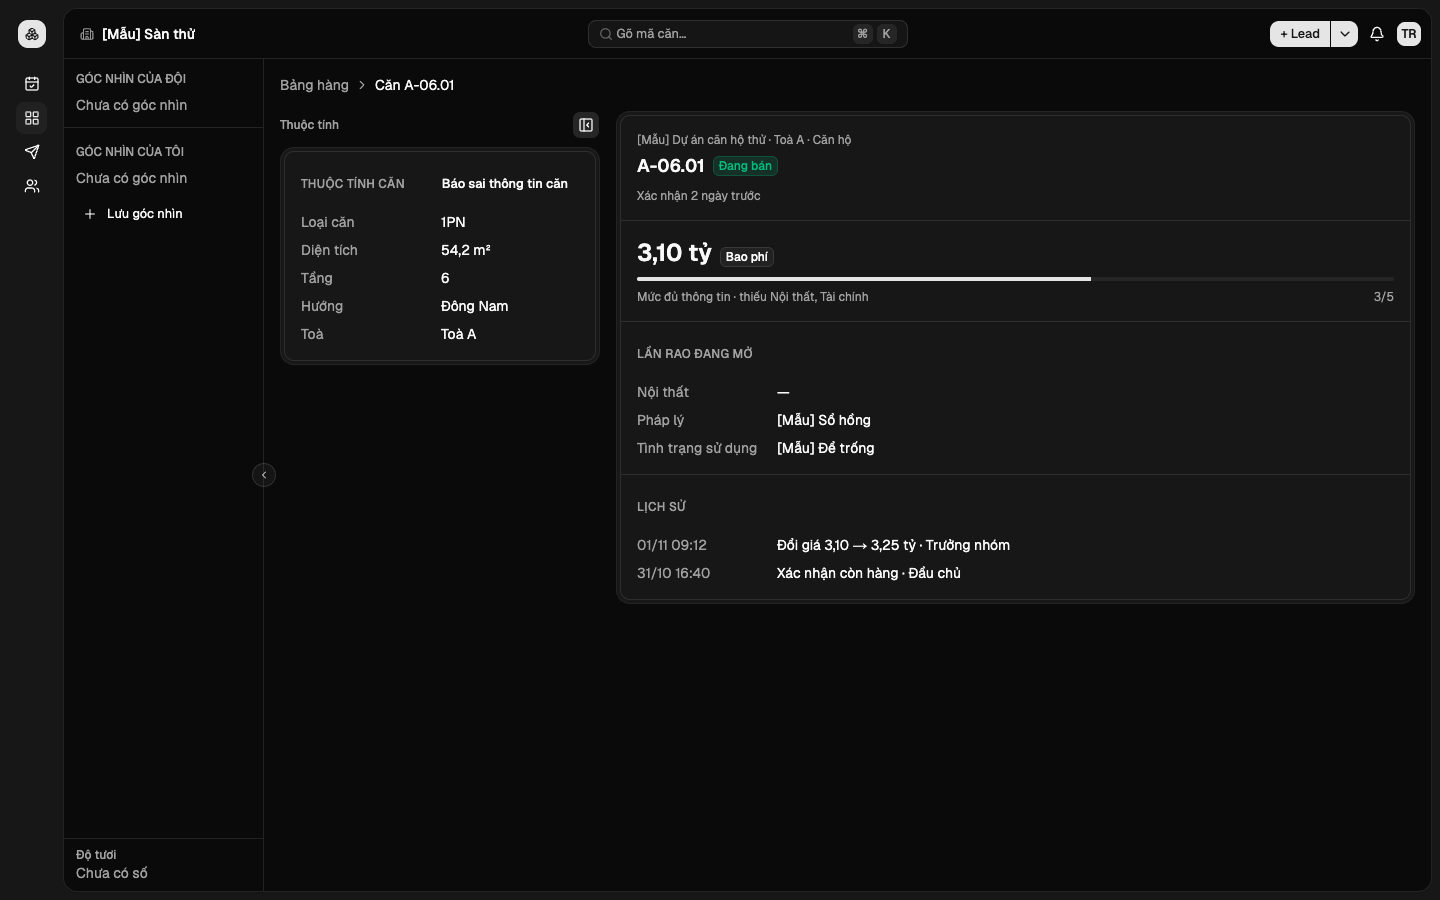 [Mẫu] Sàn thử
Gõ mã căn...
⌘ K
+ Lead
TR
GÓC NHÌN CỦA ĐỘI
Chưa có góc nhìn
GÓC NHÌN CỦA TÔI
Chưa có góc nhìn
Lưu góc nhìn
Độ tươi
Chưa có số
Bảng hàng > Căn A-06.01
Thuộc tính
THUỘC TÍNH CĂN Báo sai thông tin căn
Loại căn 1PN
Diện tích 54,2 m²
Tầng 6
Hướng Đông Nam
Toà Toà A
[Mẫu] Dự án căn hộ thử · Toà A · Căn hộ
A-06.01 Đang bán
Xác nhận 2 ngày trước
3,10 tỷ Bao phí
Mức đủ thông tin · thiếu Nội thất, Tài chính 3/5
LẦN RAO ĐANG MỞ
Nội thất —
Pháp lý [Mẫu] Sổ hồng
Tình trạng sử dụng [Mẫu] Để trống
LỊCH SỬ
01/11 09:12 Đổi giá 3,10 → 3,25 tỷ · Trưởng nhóm
31/10 16:40 Xác nhận còn hàng · Đầu chủ